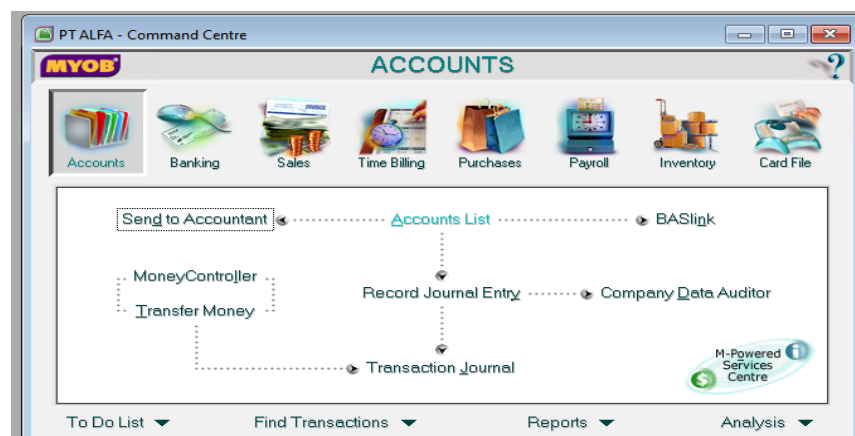 PT ALFA - Command Centre
MYOB
ACCOUNTS
?
INVOICE
Accounts Banking Sales Time Billing Purchases Payroll Inventory Card File
Send to Accountant Accounts List BASlink
MoneyController
Record Journal Entry Company Data Auditor
Transfer Money
M-Powered
Services
Centre
i
$
Transaction Journal
To Do List Find Transactions Reports Analysis